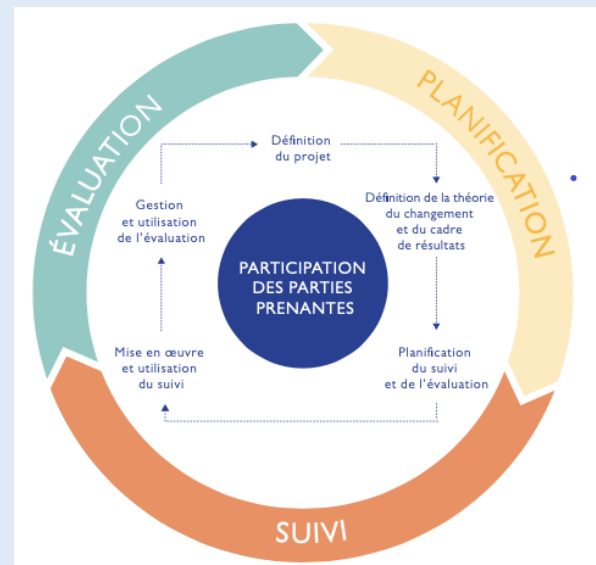 PLANIFICATION
ÉVALUATION
Définition
du projet
Définition de la théorie
du changement
et du cadre
de résultats
Gestion
et utilisation
de l'évaluation
PARTICIPATION
DES PARTIES
PRENANTES
Mise en œuvre
et utilisation
du suivi
Planification
du suivi
et de l'évaluation
SUIVI